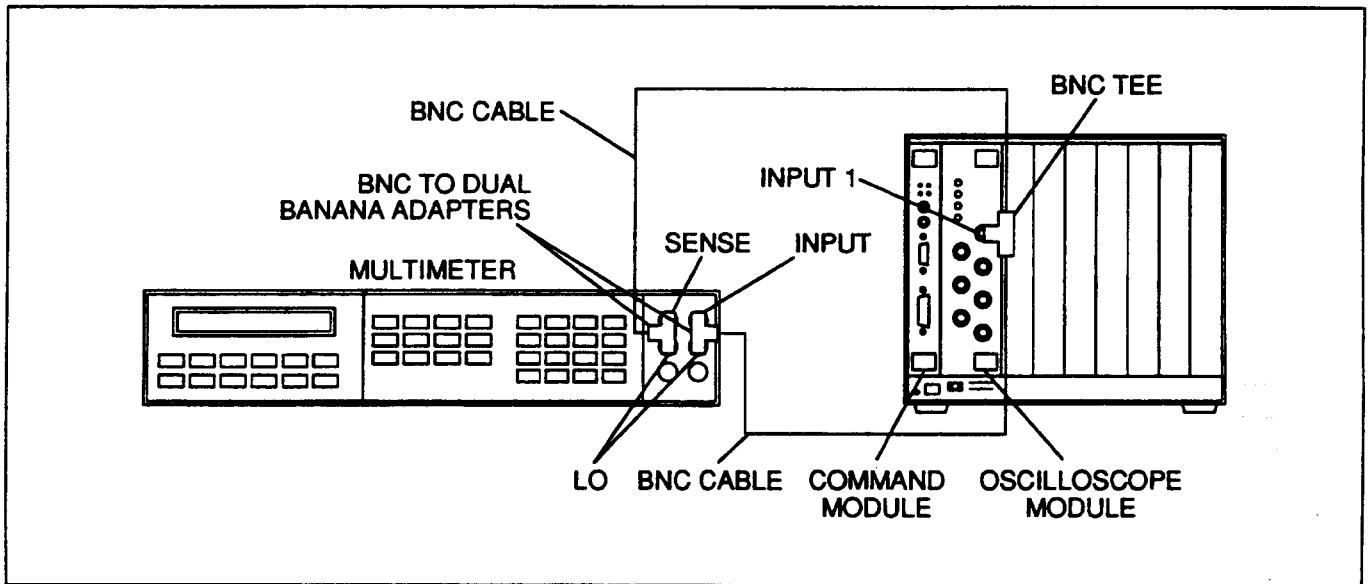 BNC TEE
BNC CABLE
INPUT 1
BNC TO DUAL
BANANA ADAPTERS
SENSE
INPUT
MULTIMETER
LO
BNC CABLE
COMMAND
MODULE
OSCILLOSCOPE
MODULE